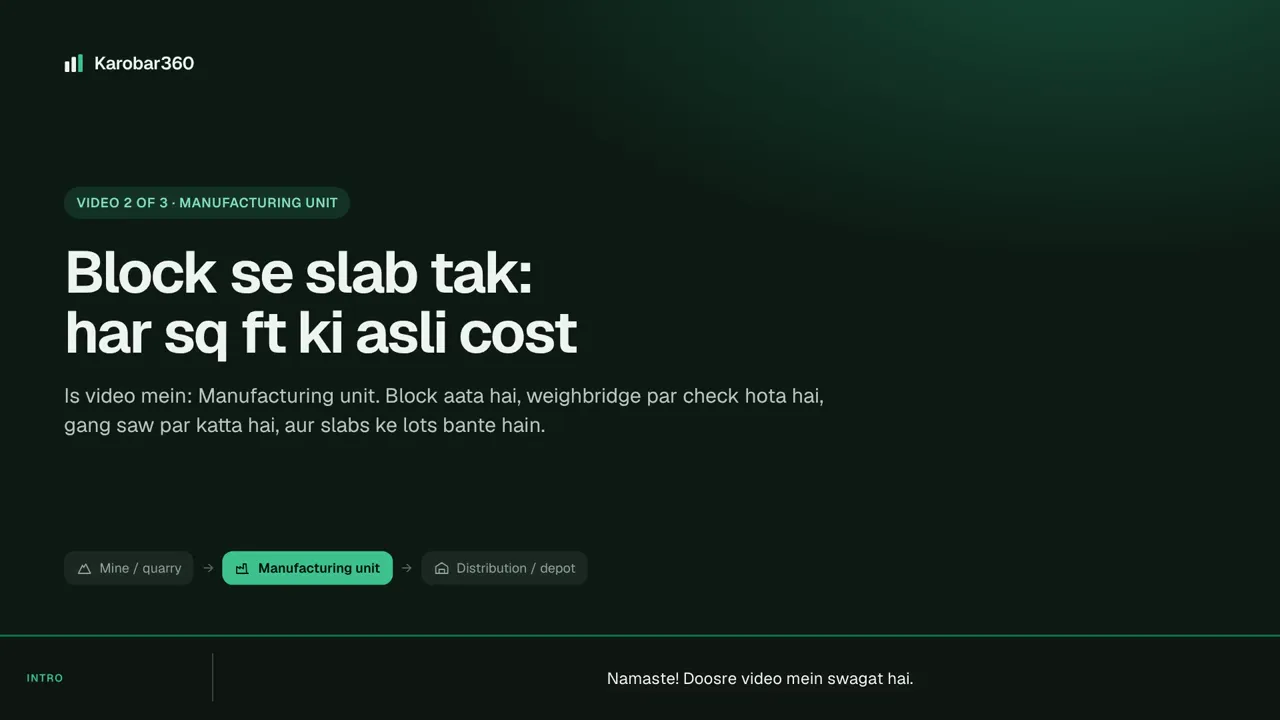 Karobar360
VIDEO 2 OF 3 · MANUFACTURING UNIT
Block se slab tak:
har sq ft ki asli cost
Is video mein: Manufacturing unit. Block aata hai, weighbridge par check hota hai,
gang saw par katta hai, aur slabs ke lots bante hain.
Mine / quarry → Manufacturing unit → Distribution / depot
INTRO
Namaste! Doosre video mein swagat hai.